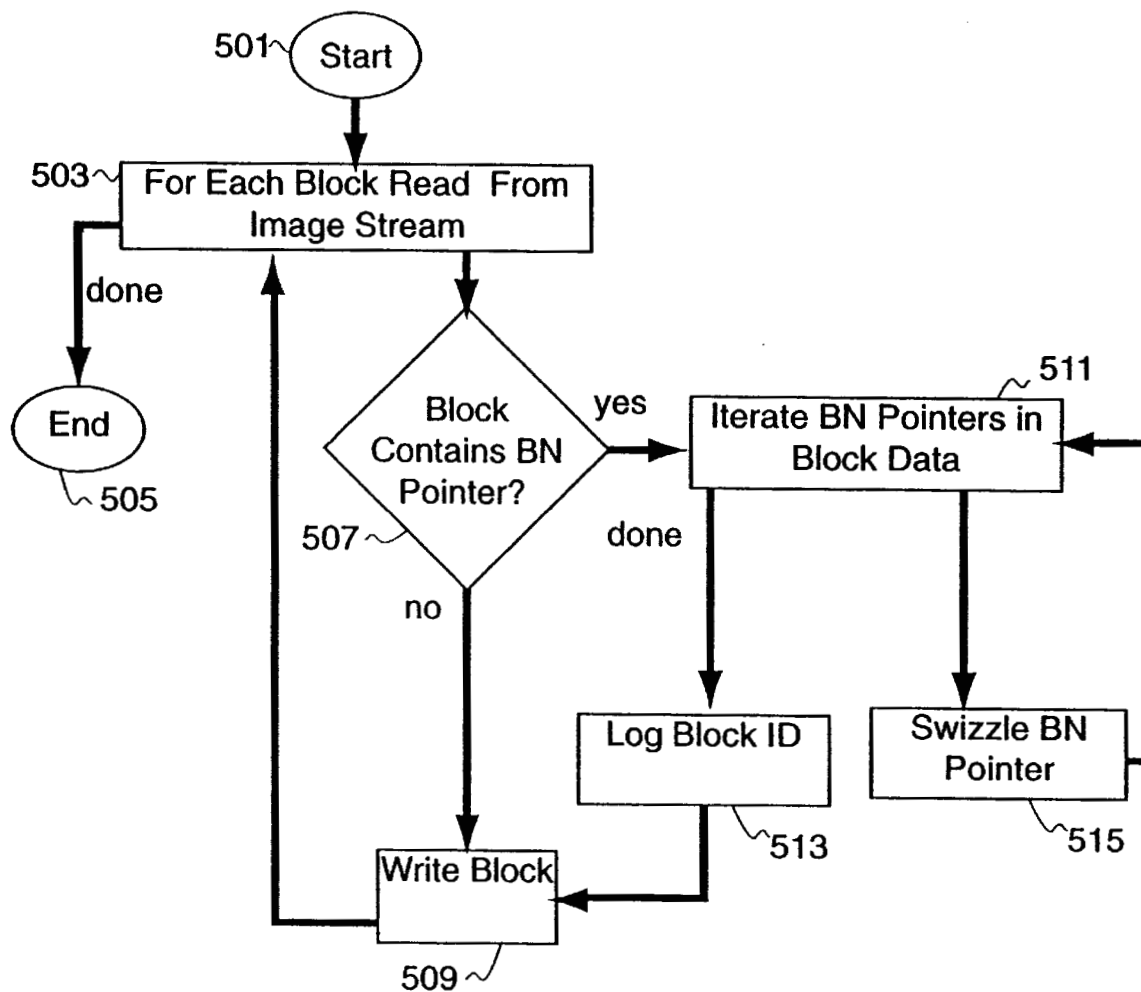 501
Start
503
For Each Block Read From
Image Stream
done
End
505
Block
Contains BN
Pointer?
507
yes
no
511
Iterate BN Pointers in
Block Data
done
Log Block ID
513
Swizzle BN
Pointer
515
Write Block
509